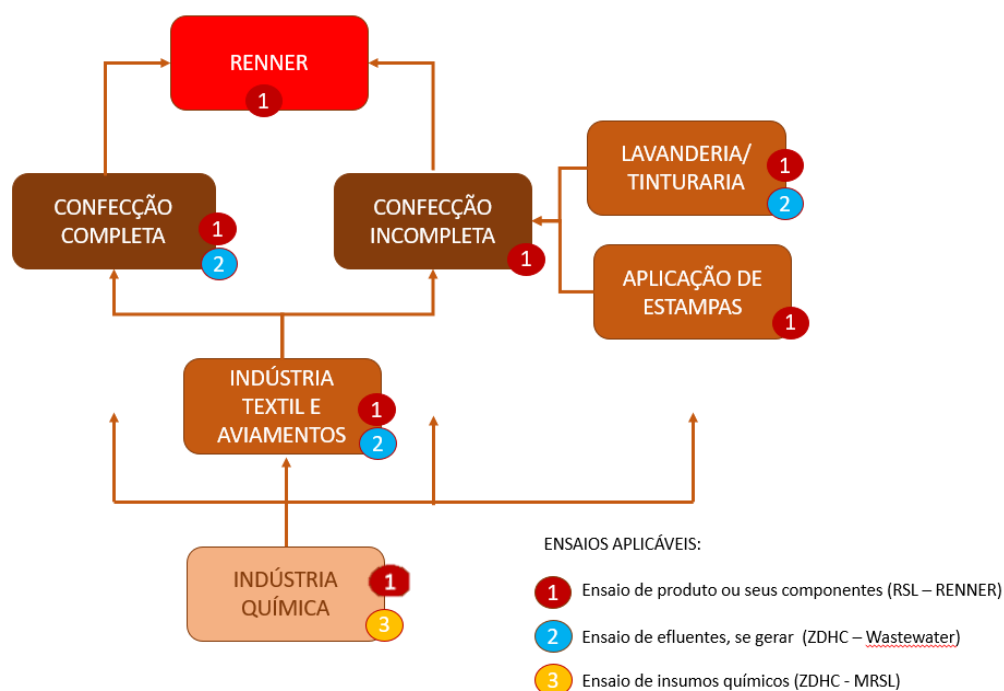 RENNER
1
LAVANDERIA/
TINTURARIA
1
2
CONFECÇÃO
COMPLETA
1
2
CONFECÇÃO
INCOMPLETA
1
APLICAÇÃO DE
ESTAMPAS
1
INDÚSTRIA
TEXTIL E
AVIAMENTOS
1
2
INDÚSTRIA
QUÍMICA
1
3
ENSAIOS APLICÁVEIS:
1 Ensaio de produto ou seus componentes (RSL – RENNER)
2 Ensaio de efluentes, se gerar (ZDHC – Wastewater)
3 Ensaio de insumos químicos (ZDHC - MRSL)